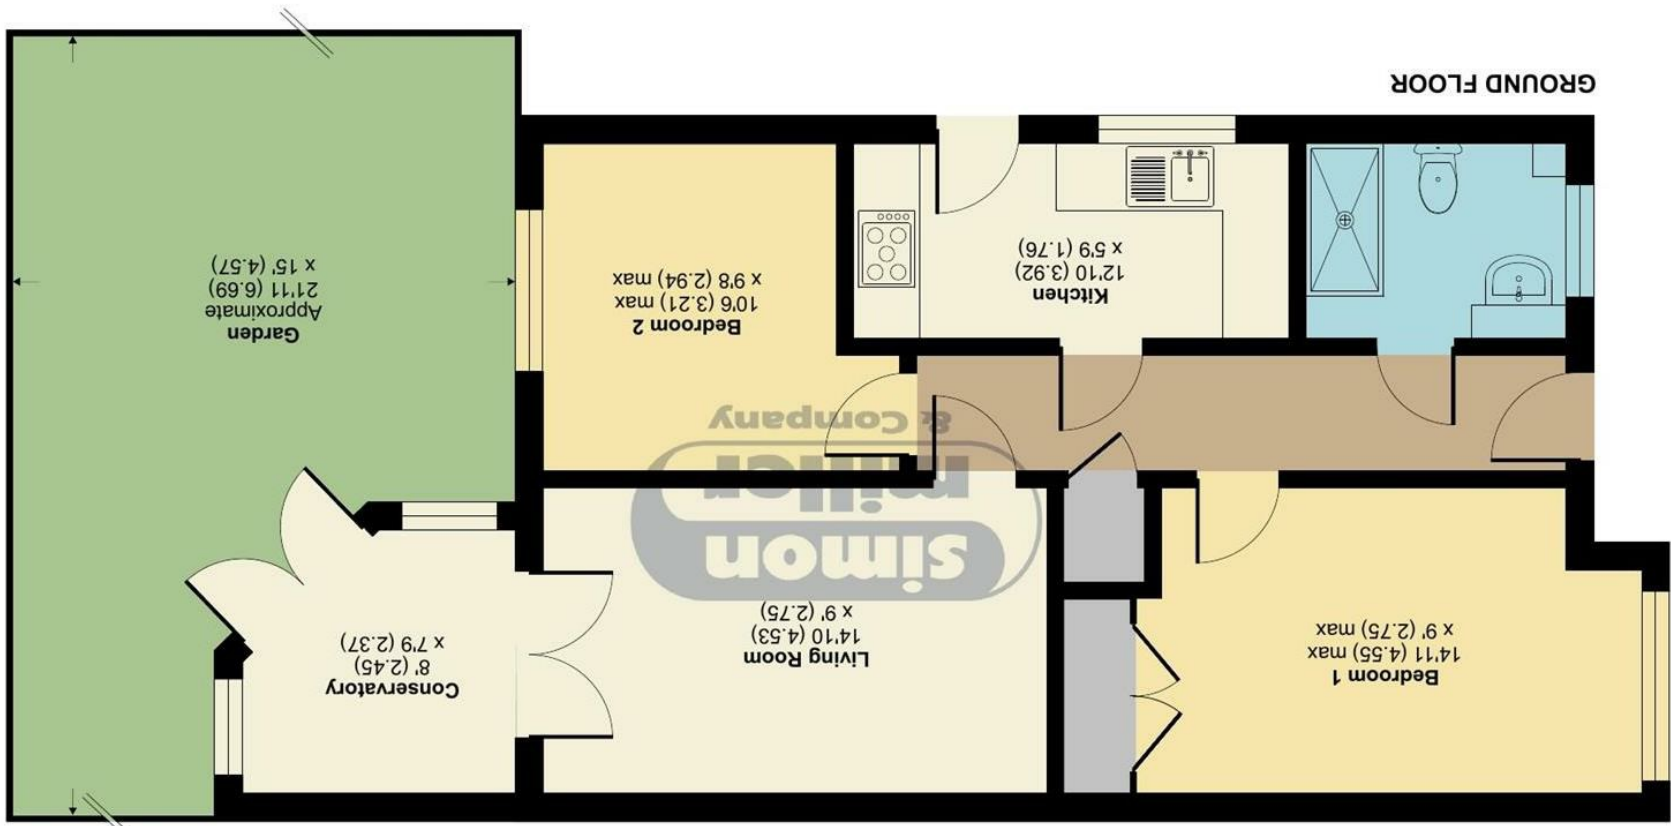 Bedroom 1
14'11 (4.55) max
x 9' (2.75) max
Living Room
14'10 (4.53)
x 9' (2.75)
Conservatory
8' (2.45)
x 7'9 (2.37)
simon
miller
& Company
Kitchen
12'10 (3.92)
x 5'9 (1.76)
Bedroom 2
10'6 (3.21) max
x 9'8 (2.94) max
Garden
Approximate
21'11 (6.69)
x 15' (4.57)
GROUND FLOOR